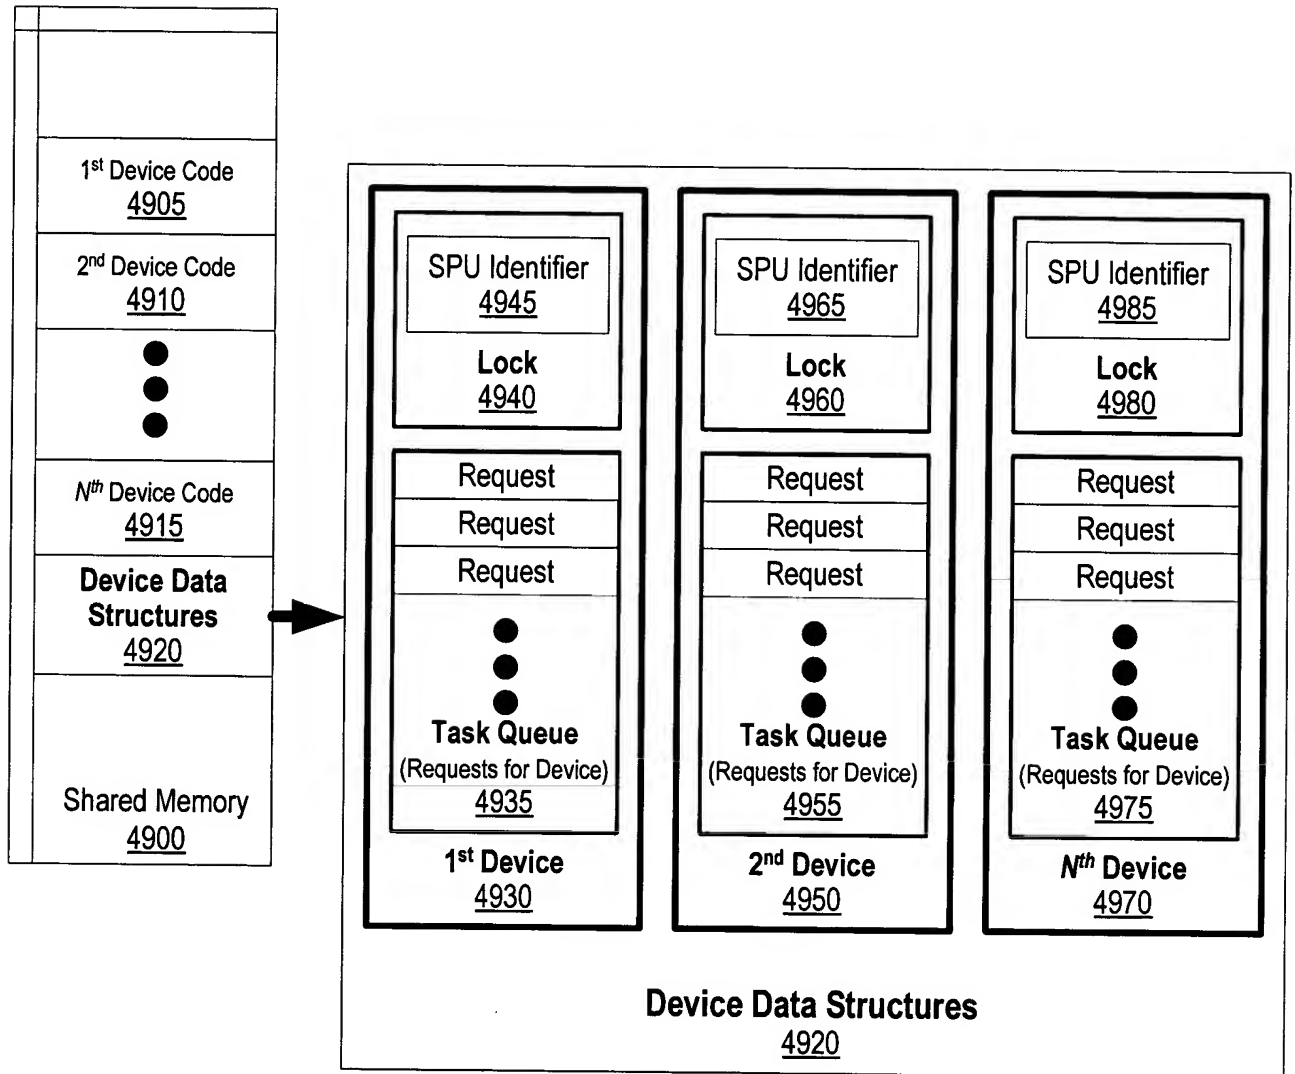 1st Device Code
4905
2nd Device Code
4910
Nth Device Code
4915
Device Data
Structures
4920
Shared Memory
4900
SPU Identifier
4945
Lock
4940
Request
Request
Request
Task Queue
(Requests for Device)
4935
1st Device
4930
SPU Identifier
4965
Lock
4960
Request
Request
Request
Task Queue
(Requests for Device)
4955
2nd Device
4950
SPU Identifier
4985
Lock
4980
Request
Request
Request
Task Queue
(Requests for Device)
4975
Nth Device
4970
Device Data Structures
4920